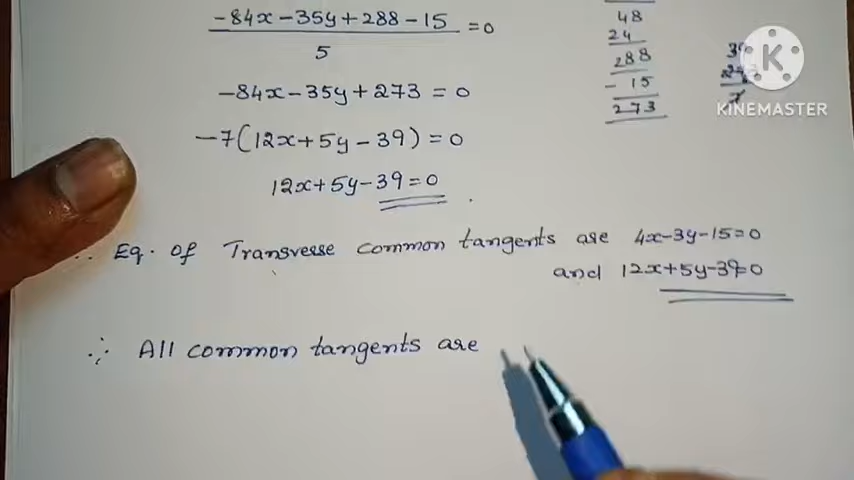 -84x-35y+288-15 =0
5
-84x-35y+273 = 0
-7(12x+5y-39) = 0
12x+5y-39=0
∴ Eq. of Transverse common tangents are 4x-3y-15=0
and 12x+5y-39=0
∴ All common tangents are
48
24
288
- 15
273
KINEMASTER